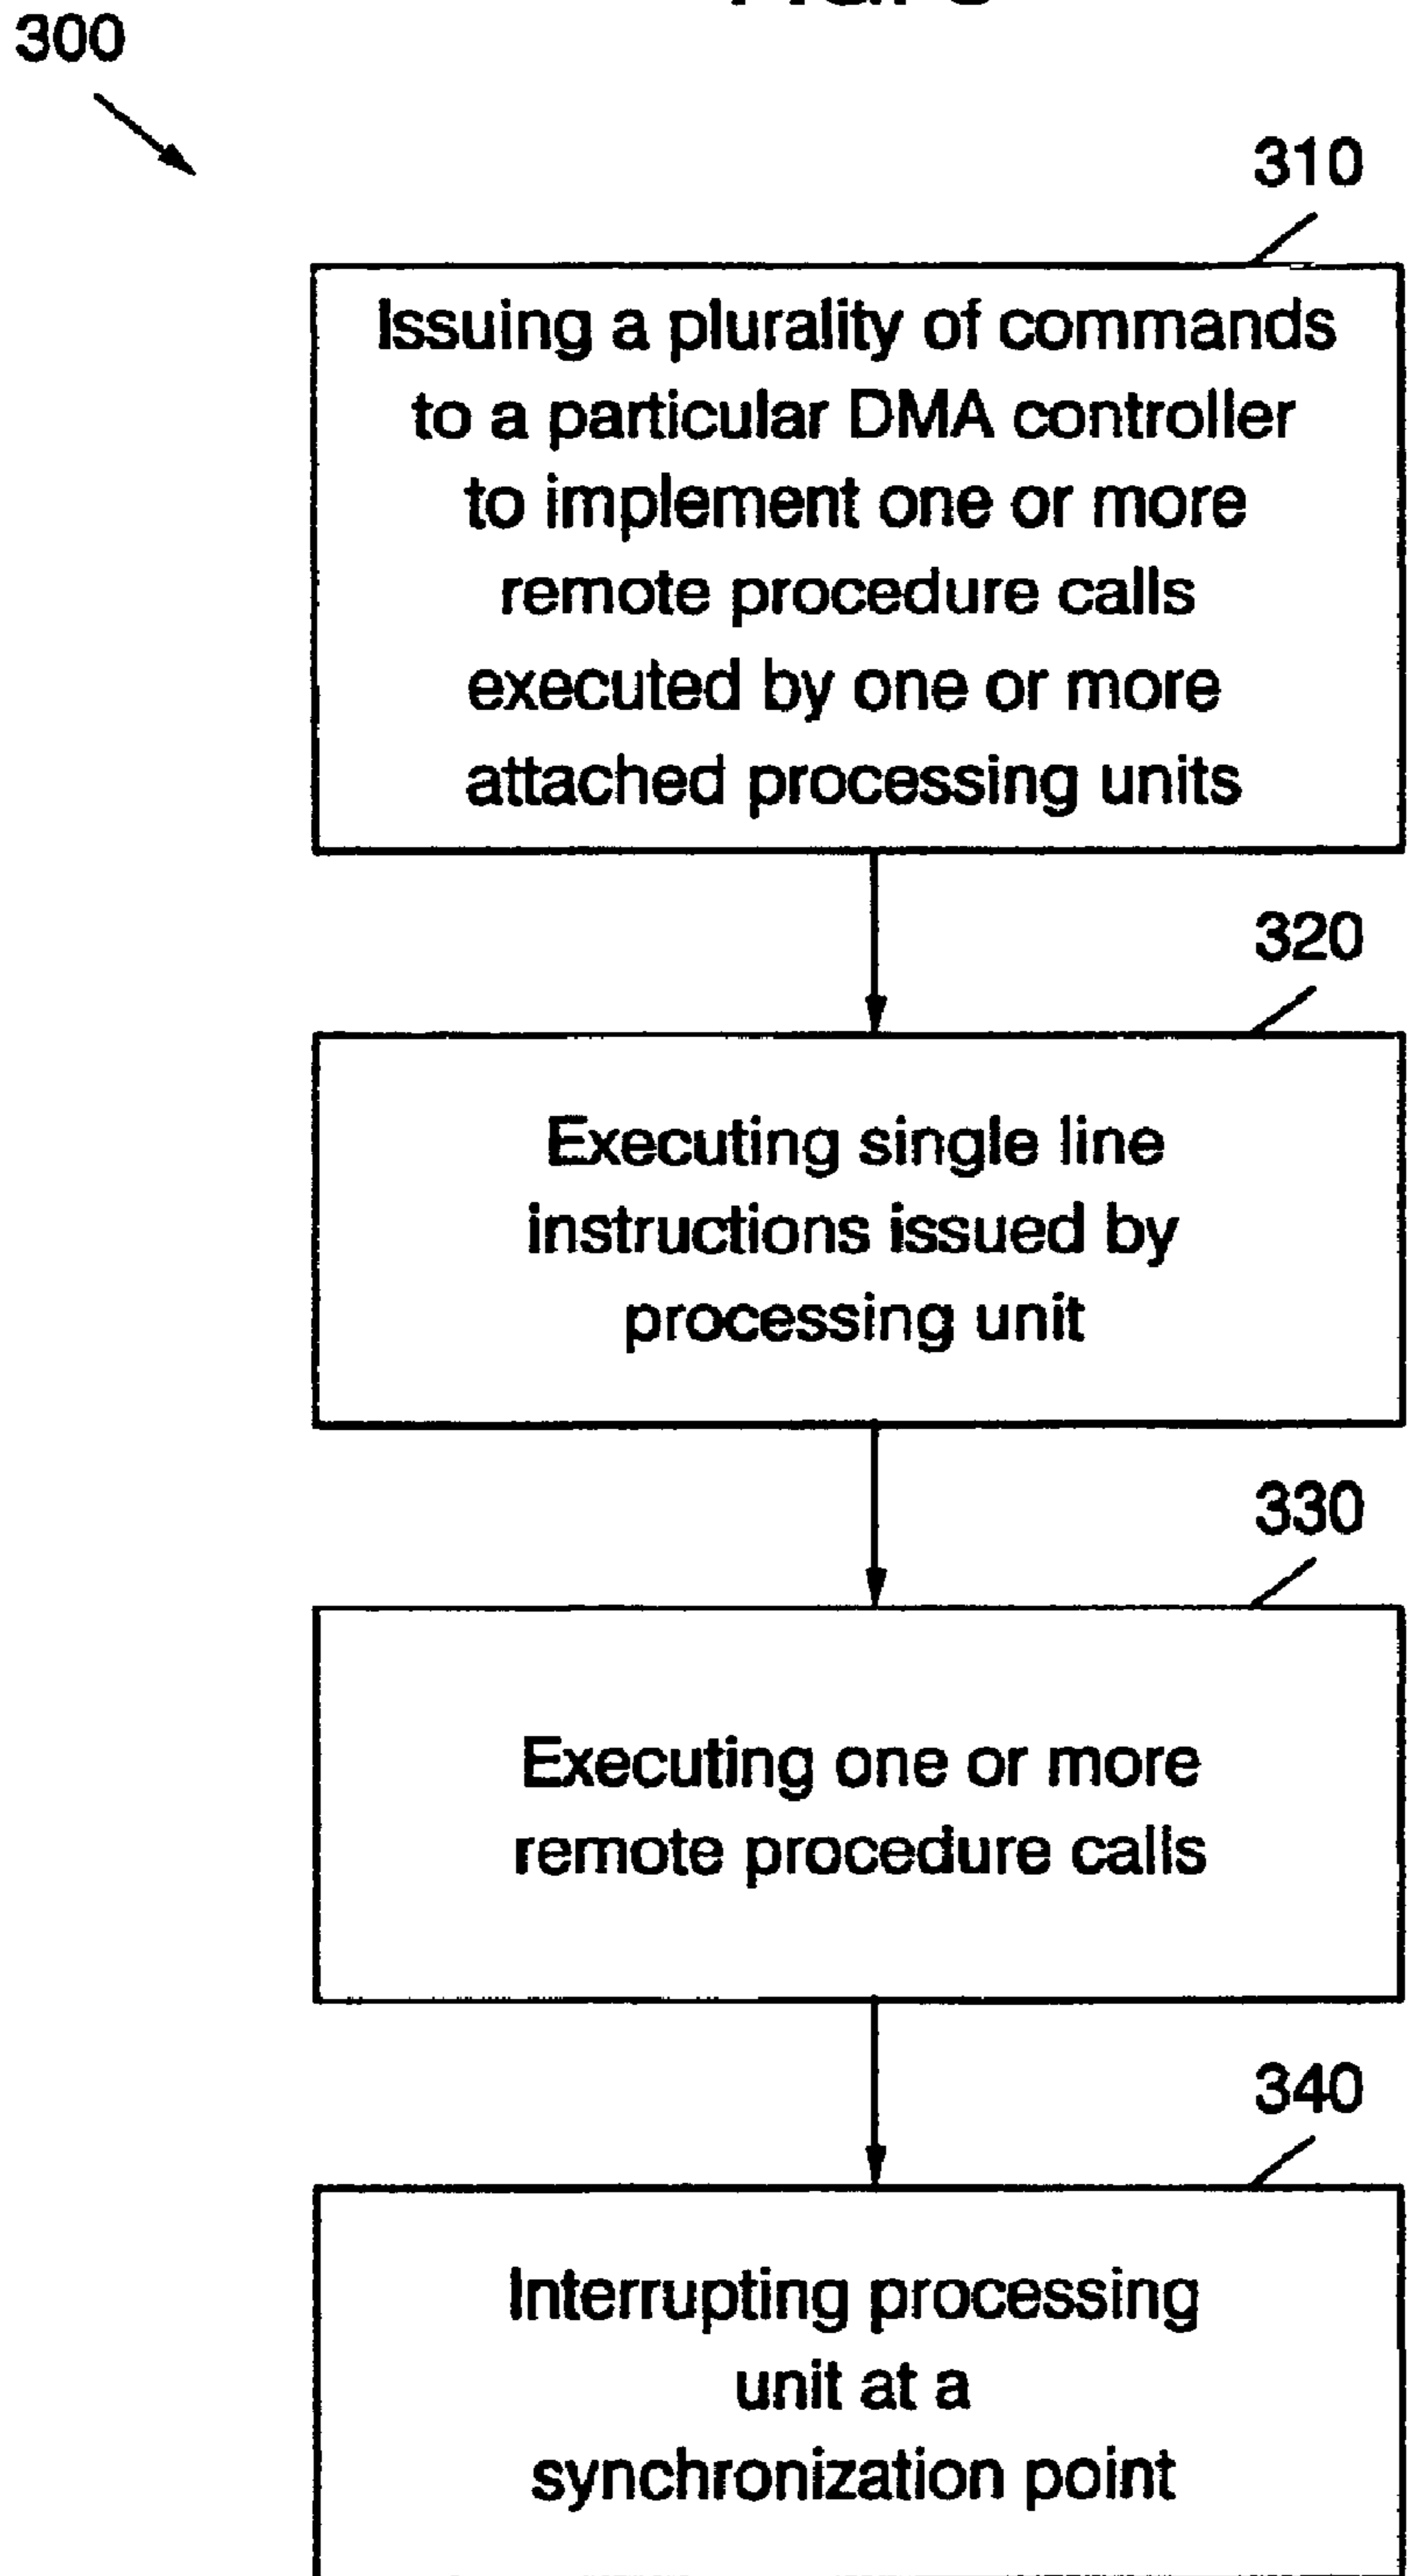 300
310
Issuing a plurality of commands
to a particular DMA controller
to implement one or more
remote procedure calls
executed by one or more
attached processing units
320
Executing single line
instructions issued by
processing unit
330
Executing one or more
remote procedure calls
340
Interrupting processing
unit at a
synchronization point